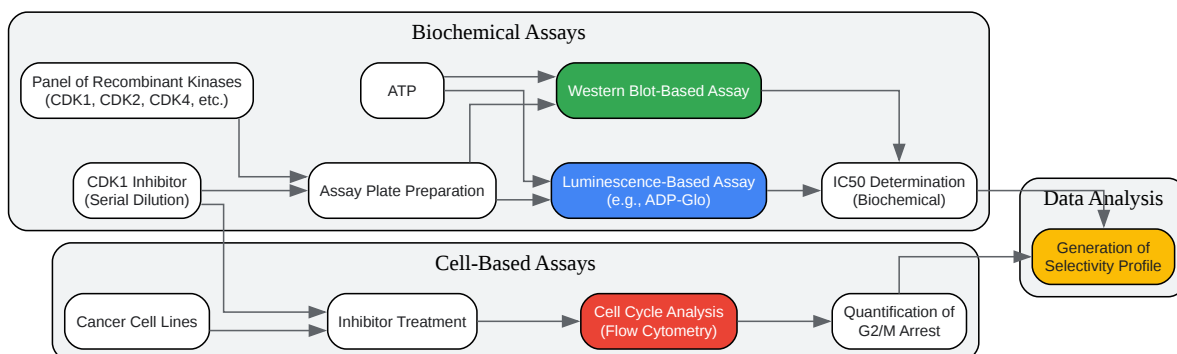 Biochemical Assays
Panel of Recombinant Kinases
(CDK1, CDK2, CDK4, etc.)
ATP
Western Blot-Based Assay
CDK1 Inhibitor
(Serial Dilution)
Assay Plate Preparation
Luminescence-Based Assay
(e.g., ADP-Glo)
IC50 Determination
(Biochemical)
Data Analysis
Generation of
Selectivity Profile
Cell-Based Assays
Cancer Cell Lines
Inhibitor Treatment
Cell Cycle Analysis
(Flow Cytometry)
Quantification of
G2/M Arrest